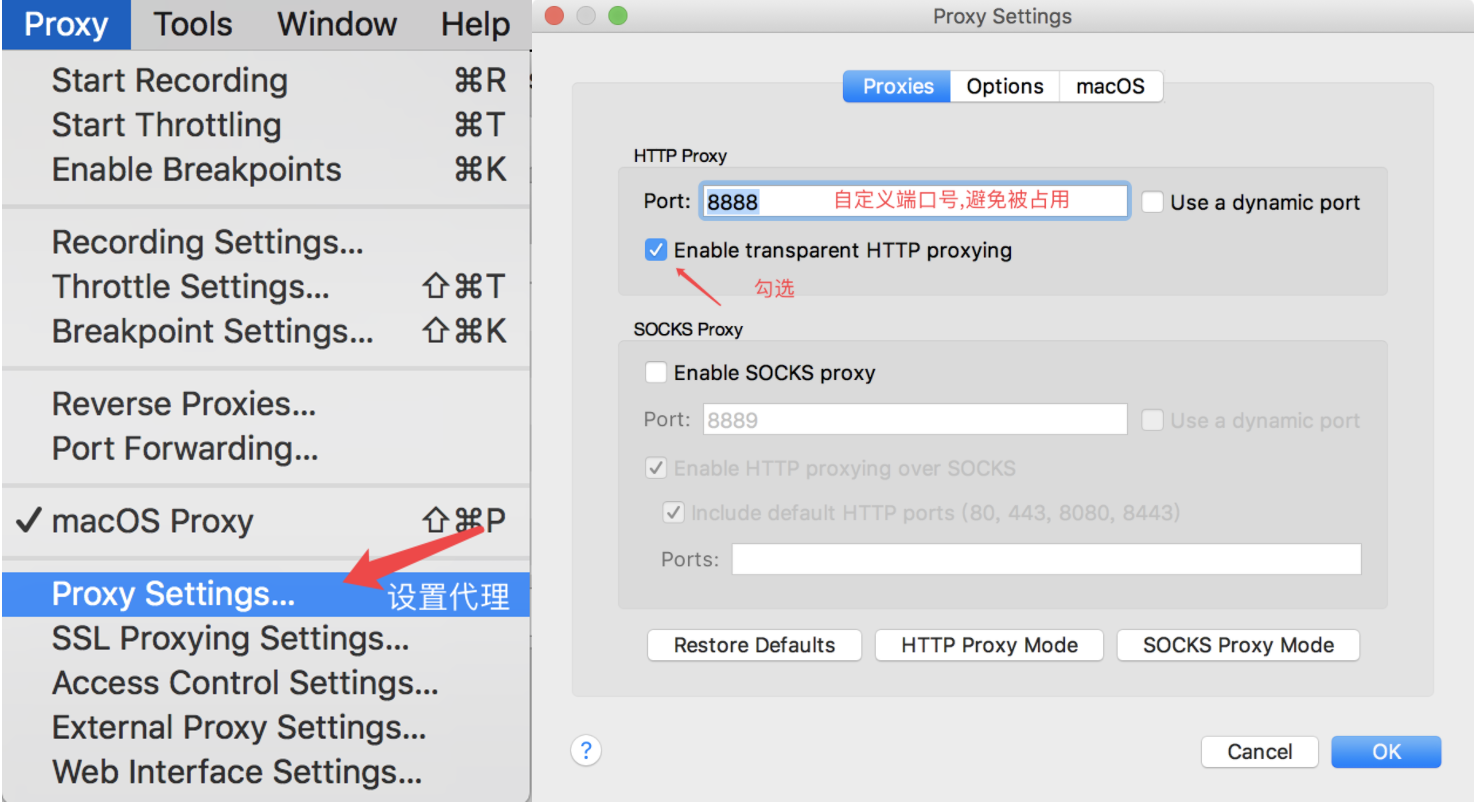 Proxy Tools Window Help
Start Recording ⌘R
Start Throttling ⌘T
Enable Breakpoints ⌘K
Recording Settings...
Throttle Settings... ⇧⌘T
Breakpoint Settings... ⇧⌘K
Reverse Proxies...
Port Forwarding...
✓ macOS Proxy ⇧⌘P
Proxy Settings... 设置代理
SSL Proxying Settings...
Access Control Settings...
External Proxy Settings...
Web Interface Settings...
Proxy Settings
Proxies Options macOS
HTTP Proxy
Port: 8888 自定义端口号,避免被占用 Use a dynamic port
Enable transparent HTTP proxying
勾选
SOCKS Proxy
Enable SOCKS proxy
Port: 8889 Use a dynamic port
Enable HTTP proxying over SOCKS
Include default HTTP ports (80, 443, 8080, 8443)
Ports:
Restore Defaults HTTP Proxy Mode SOCKS Proxy Mode
? Cancel OK